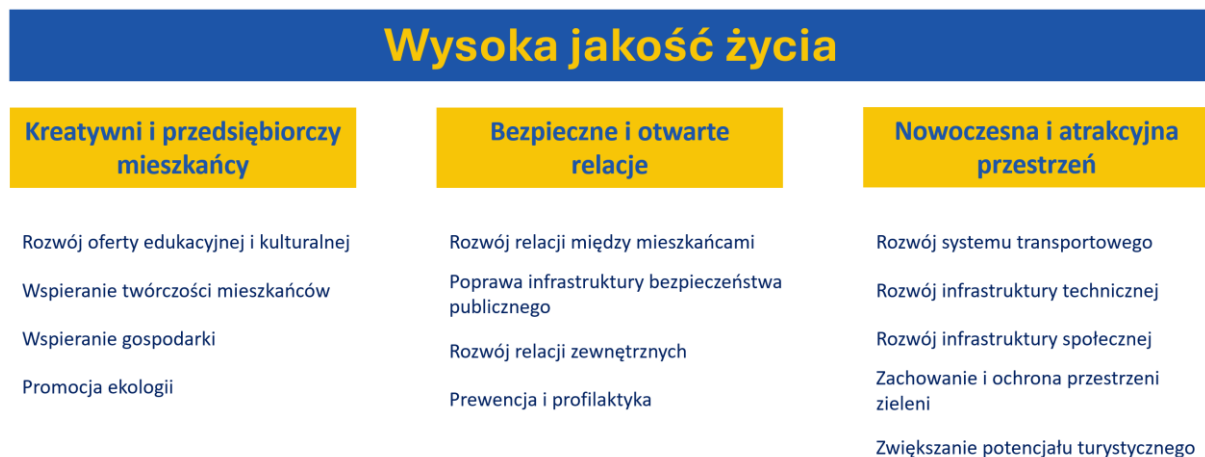 Wysoka jakość życia
Kreatywni i przedsiębiorczy
mieszkańcy
Rozwój oferty edukacyjnej i kulturalnej
Wspieranie twórczości mieszkańców
Wspieranie gospodarki
Promocja ekologii
Bezpieczne i otwarte
relacje
Rozwój relacji między mieszkańcami
Poprawa infrastruktury bezpieczeństwa
publicznego
Rozwój relacji zewnętrznych
Prewencja i profilaktyka
Nowoczesna i atrakcyjna
przestrzeń
Rozwój systemu transportowego
Rozwój infrastruktury technicznej
Rozwój infrastruktury społecznej
Zachowanie i ochrona przestrzeni
zieleni
Zwiększanie potencjału turystycznego